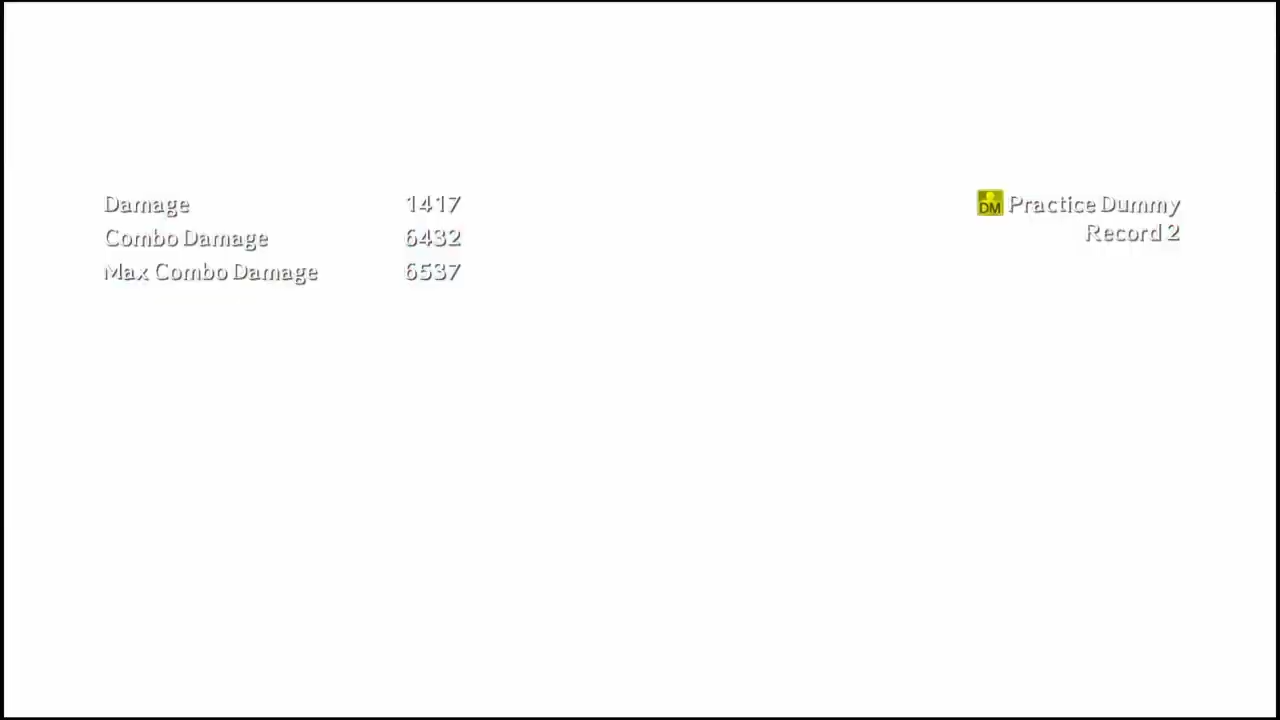 Damage 1417
Combo Damage 6432
Max Combo Damage 6537
DM Practice Dummy
Record 2